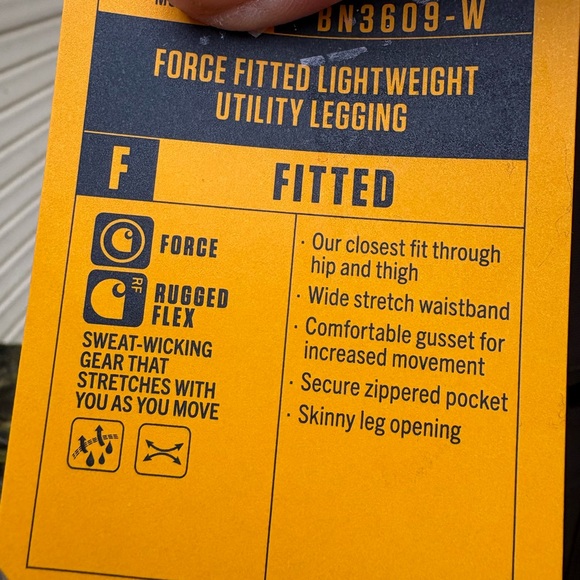 BN3609-W
FORCE FITTED LIGHTWEIGHT
UTILITY LEGGING
F
FITTED
FORCE
RF
RUGGED
FLEX
SWEAT-WICKING
GEAR THAT
STRETCHES WITH
YOU AS YOU MOVE
· Our closest fit through
hip and thigh
· Wide stretch waistband
· Comfortable gusset for
increased movement
· Secure zippered pocket
· Skinny leg opening